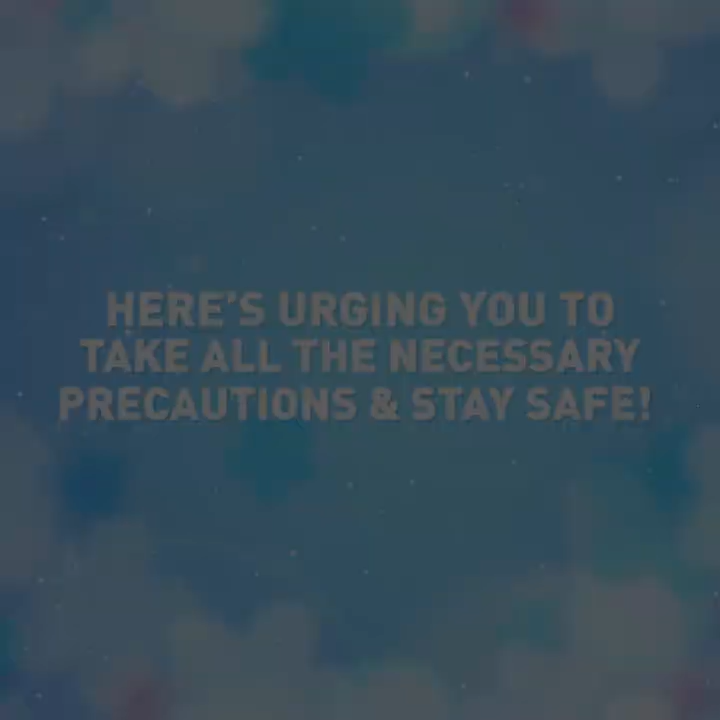 HERE'S URGING YOU TO
TAKE ALL THE NECESSARY
PRECAUTIONS & STAY SAFE!